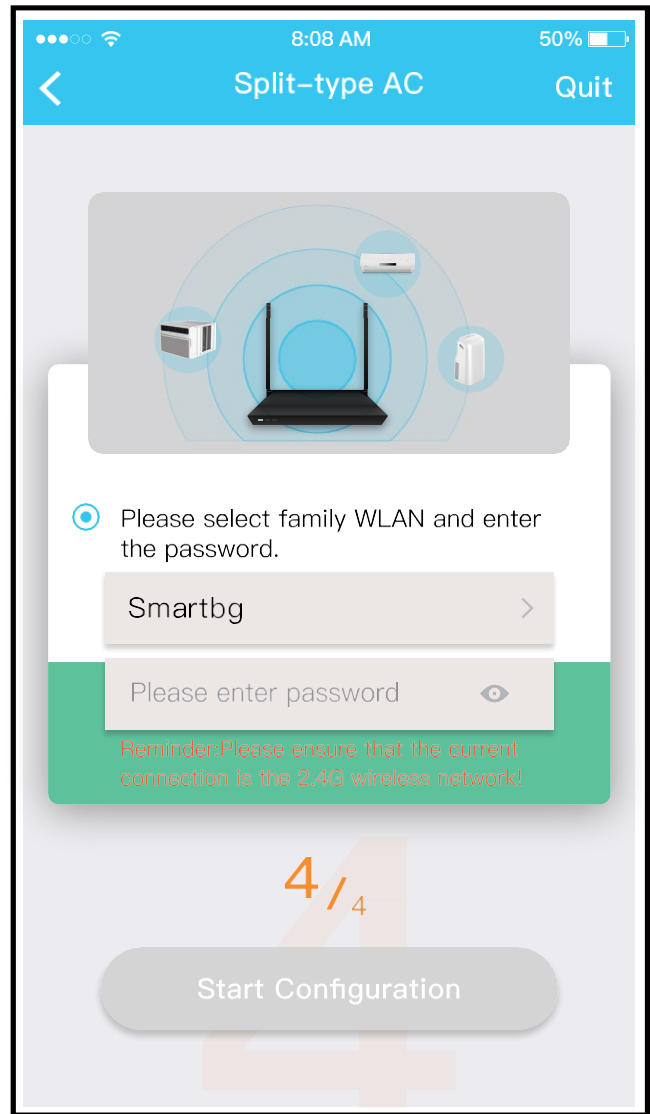 8:08 AM
50%
Split-type AC
Quit
Please select family WLAN and enter
the password.
Smartbg
Please enter password
Reminder:Please ensure that the current
connection is the 2.4G wireless network!
4/4
4
Start Configuration